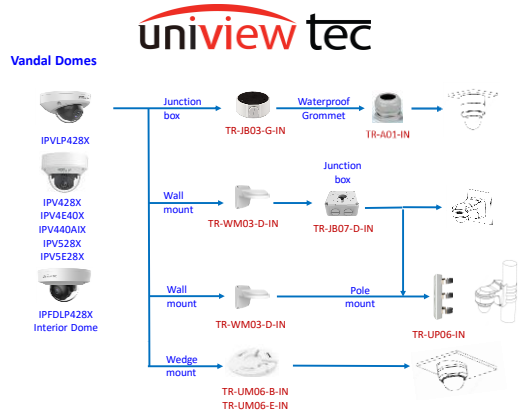 uniview tec
Vandal Domes
Junction
box
Waterproof
Grommet
TR-JB03-G-IN
TR-A01-IN
IPVLP428X
Junction
box
Wall
mount
TR-WM03-D-IN
TR-JB07-D-IN
IPV428X
IPV4E40X
IPV440AIX
IPV528X
IPV5E28X
Wall
mount
Pole
mount
TR-WM03-D-IN
TR-UP06-IN
IPFDLP428X
Interior Dome
Wedge
mount
TR-UM06-B-IN
TR-UM06-E-IN